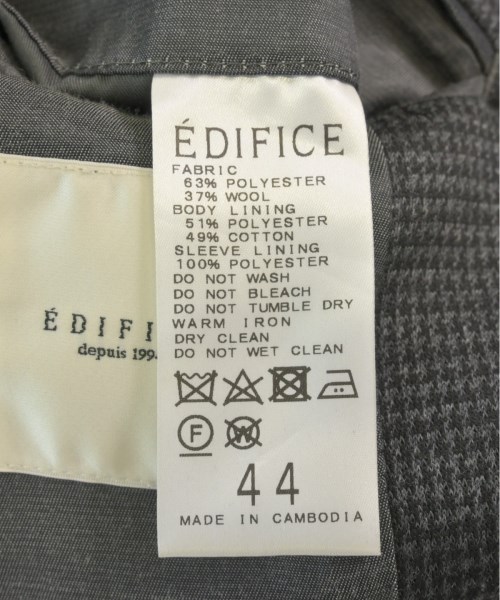 ÉDIFICE
FABRIC
63% POLYESTER
37% WOOL
BODY LINING
51% POLYESTER
49% COTTON
SLEEVE LINING
100% POLYESTER
DO NOT WASH
DO NOT BLEACH
DO NOT TUMBLE DRY
WARM IRON
DRY CLEAN
DO NOT WET CLEAN
F W
44
MADE IN CAMBODIA
ÉDIFI
depuis 199